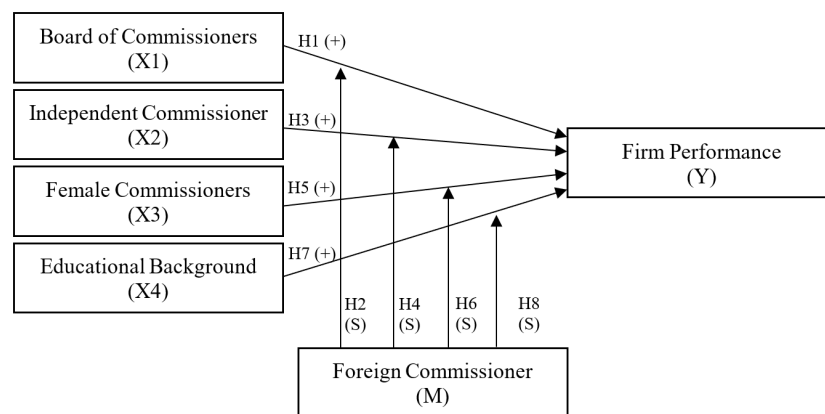 Board of Commissioners
(X1)
H1 (+)
Independent Commissioner
(X2)
H3 (+)
Firm Performance
(Y)
Female Commissioners
(X3)
H5 (+)
Educational Background
(X4)
H7 (+)
H2
(S)
H4
(S)
H6
(S)
H8
(S)
Foreign Commissioner
(M)